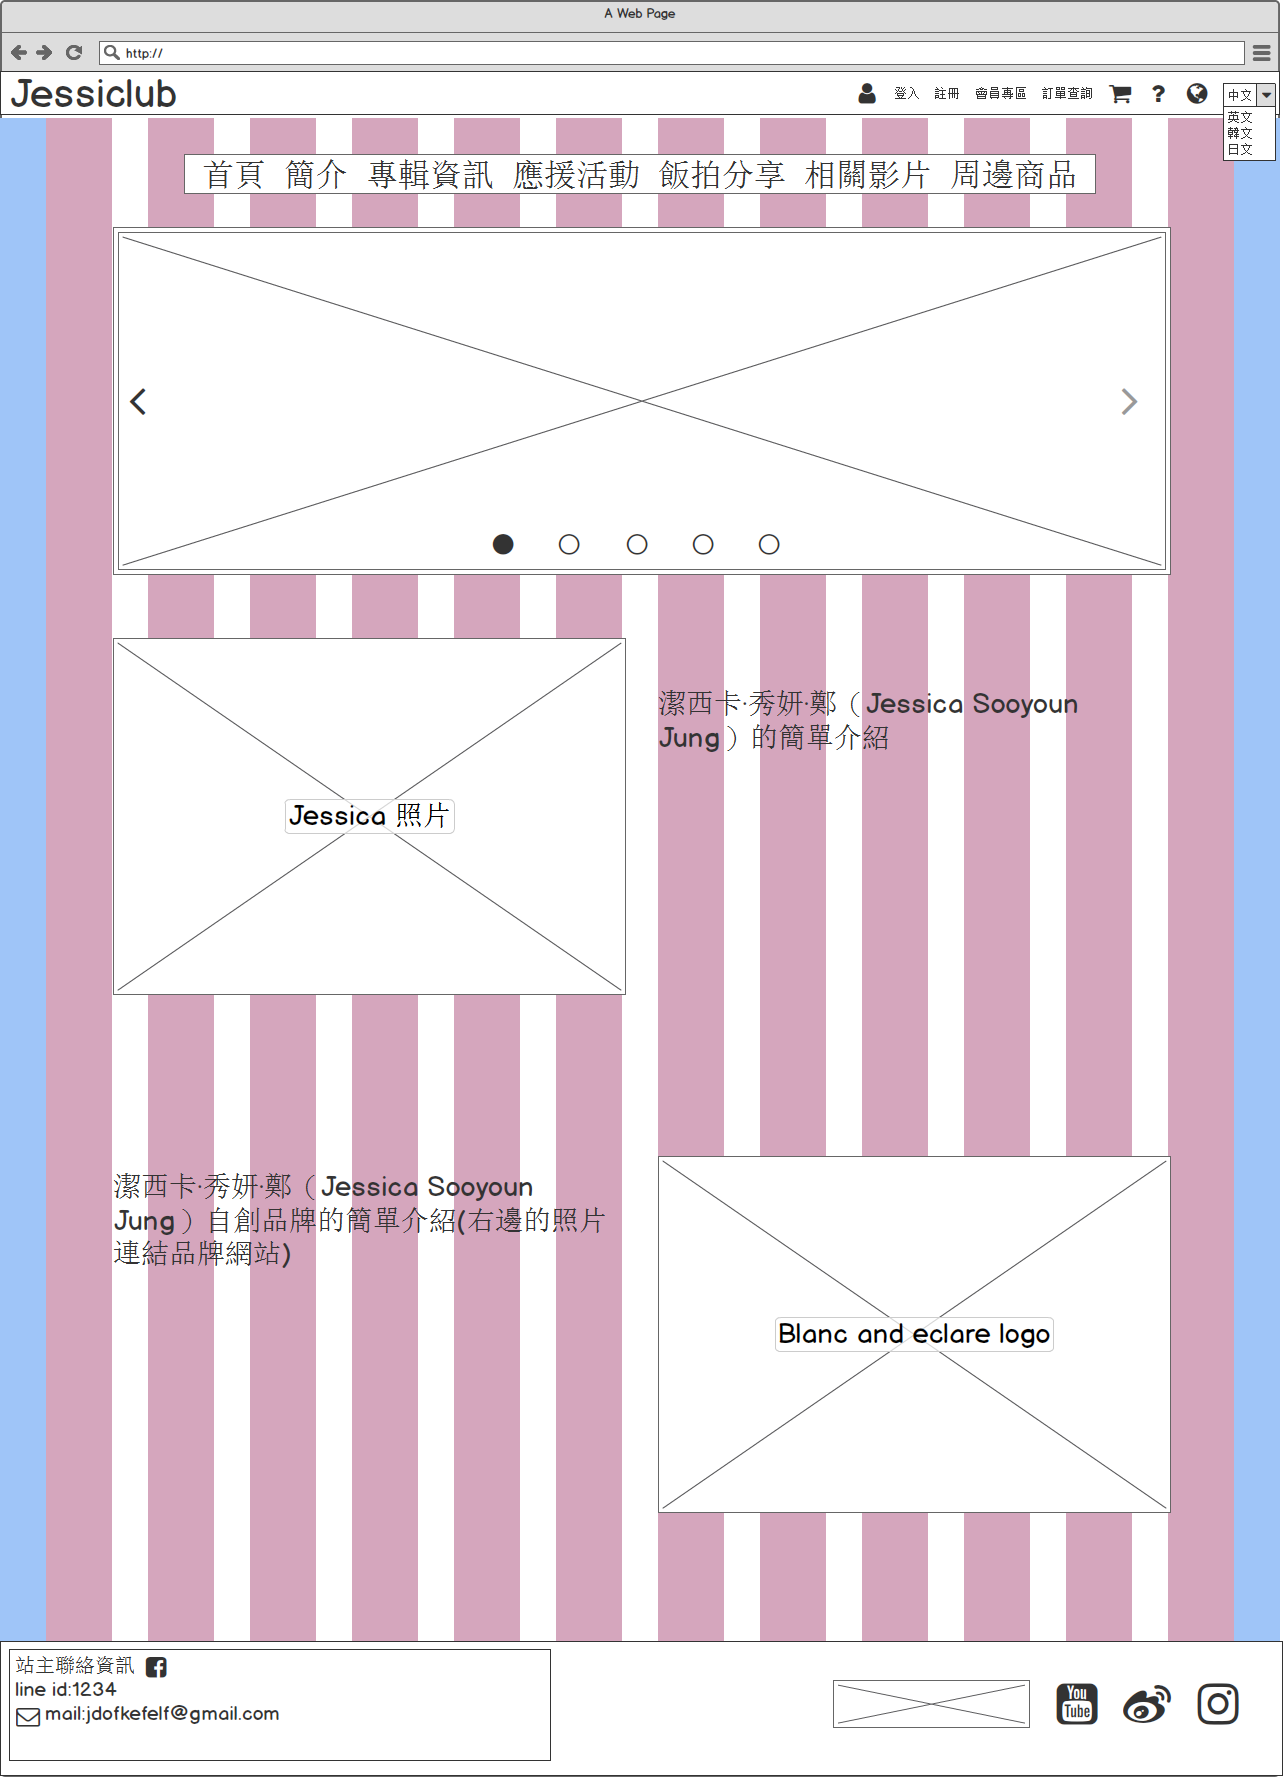 A Web Page
http://
Jessiclub
登入 註冊 會員專區 訂單查詢 ? 中文
英文
韓文
日文
首頁 簡介 專輯資訊 應援活動 飯拍分享 相關影片 周邊商品
潔西卡·秀妍·鄭（Jessica Sooyoun
Jung）的簡單介紹
Jessica 照片
潔西卡·秀妍·鄭（Jessica Sooyoun
Jung）自創品牌的簡單介紹(右邊的照片
連結品牌網站)
Blanc and eclare logo
站主聯絡資訊
line id:1234
mail:jdofkefelf@gmail.com
You
Tube